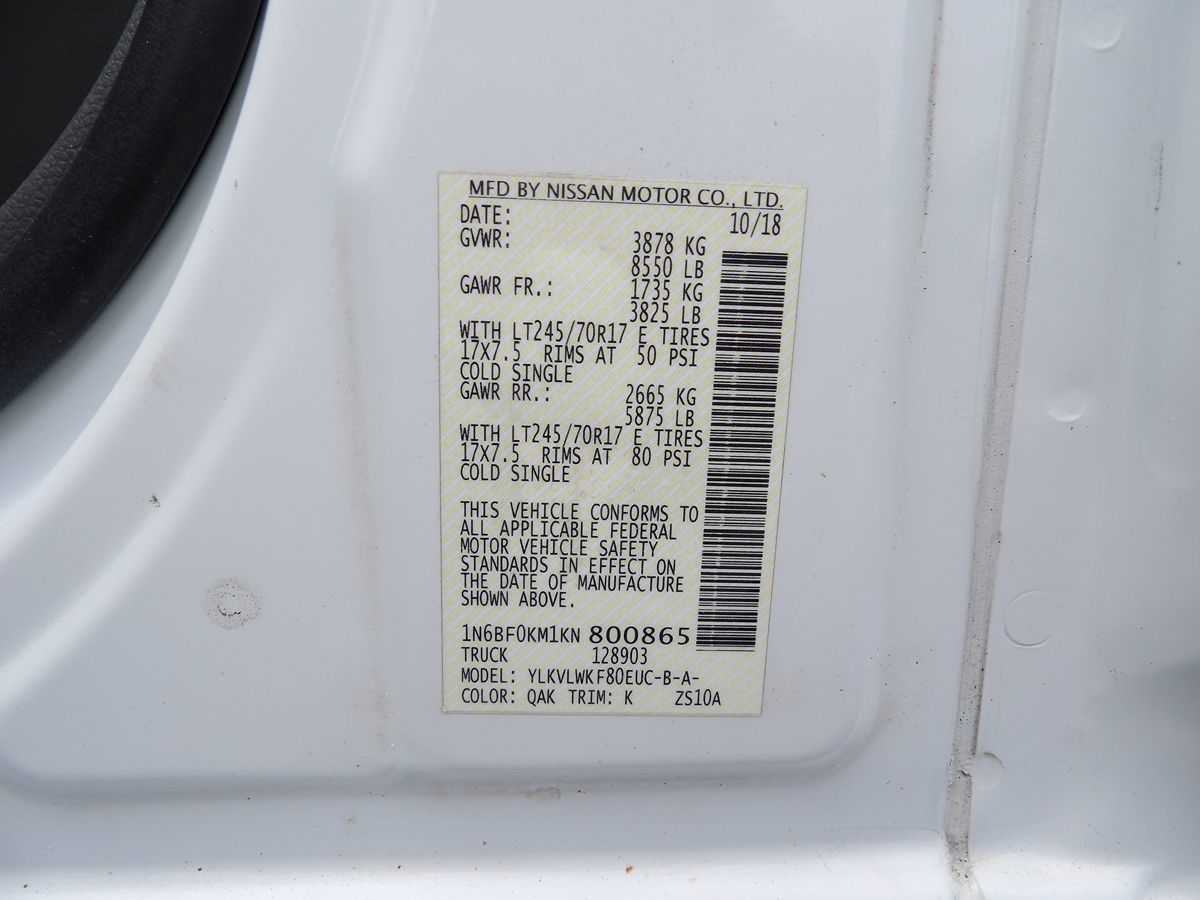 MFD BY NISSAN MOTOR CO., LTD.
DATE: 10/18
GVWR: 3878 KG
8550 LB
GAWR FR.: 1735 KG
3825 LB
WITH LT245/70R17 E TIRES
17X7.5 RIMS AT 50 PSI
COLD SINGLE
GAWR RR.: 2665 KG
5875 LB
WITH LT245/70R17 E TIRES
17X7.5 RIMS AT 80 PSI
COLD SINGLE
THIS VEHICLE CONFORMS TO
ALL APPLICABLE FEDERAL
MOTOR VEHICLE SAFETY
STANDARDS IN EFFECT ON
THE DATE OF MANUFACTURE
SHOWN ABOVE.
1N6BF0KM1KN 800865
TRUCK 128903
MODEL: YLKVLWKF80EUC-B-A-
COLOR: QAK TRIM: K ZS10A